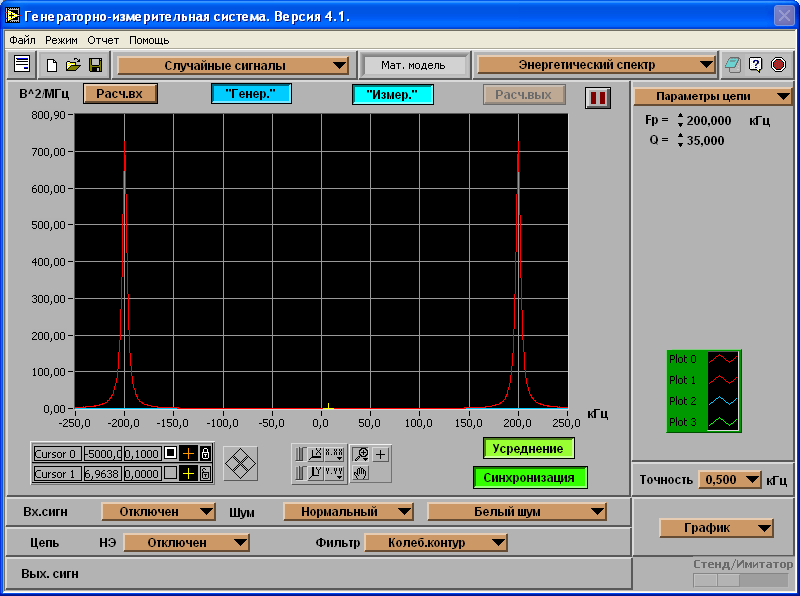 Генераторно-измерительная система. Версия 4.1.
Файл Режим Отчет Помощь
Случайные сигналы Мат. модель Энергетический спектр
В^2/МГц Расч.вх "Генер." "Измер." Расч.вых Параметры цепи
Fp = 200,000 кГц
Q = 35,000
800,90
700,00
600,00
500,00
400,00
300,00
200,00
100,00
0,00
-250,0 -200,0 -150,0 -100,0 -50,0 0,0 50,0 100,0 150,0 200,0 250,0 кГц
Plot 0
Plot 1
Plot 2
Plot 3
Cursor 0 -5000,0 0,1000
Cursor 1 6,9638 0,0000
X X.XX
Y Y.YY
Усреднение
Синхронизация
Точность 0,500 кГц
Вх.сигн Отключен Шум Нормальный Белый шум
График
Цепь НЭ Отключен Фильтр Колеб.контур
Стенд/Имитатор
Вых. сигн